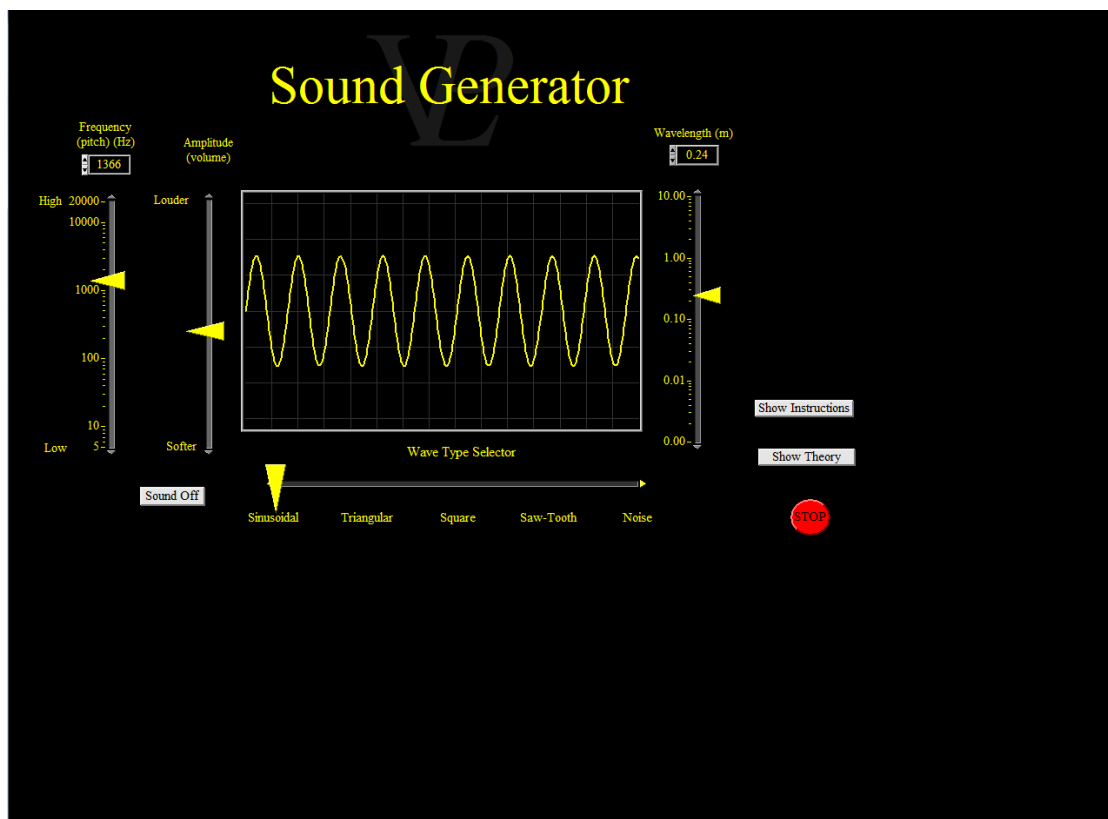 VPL
Sound Generator
Frequency
(pitch) (Hz)
1366
Amplitude
(volume)
Wavelength (m)
0.24
High 20000
10000
1000
100
10
Low 5
Louder
Softer
10.00
1.00
0.10
0.01
0.00
Wave Type Selector
Sinusoidal Triangular Square Saw-Tooth Noise
Sound Off
Show Instructions
Show Theory
STOP